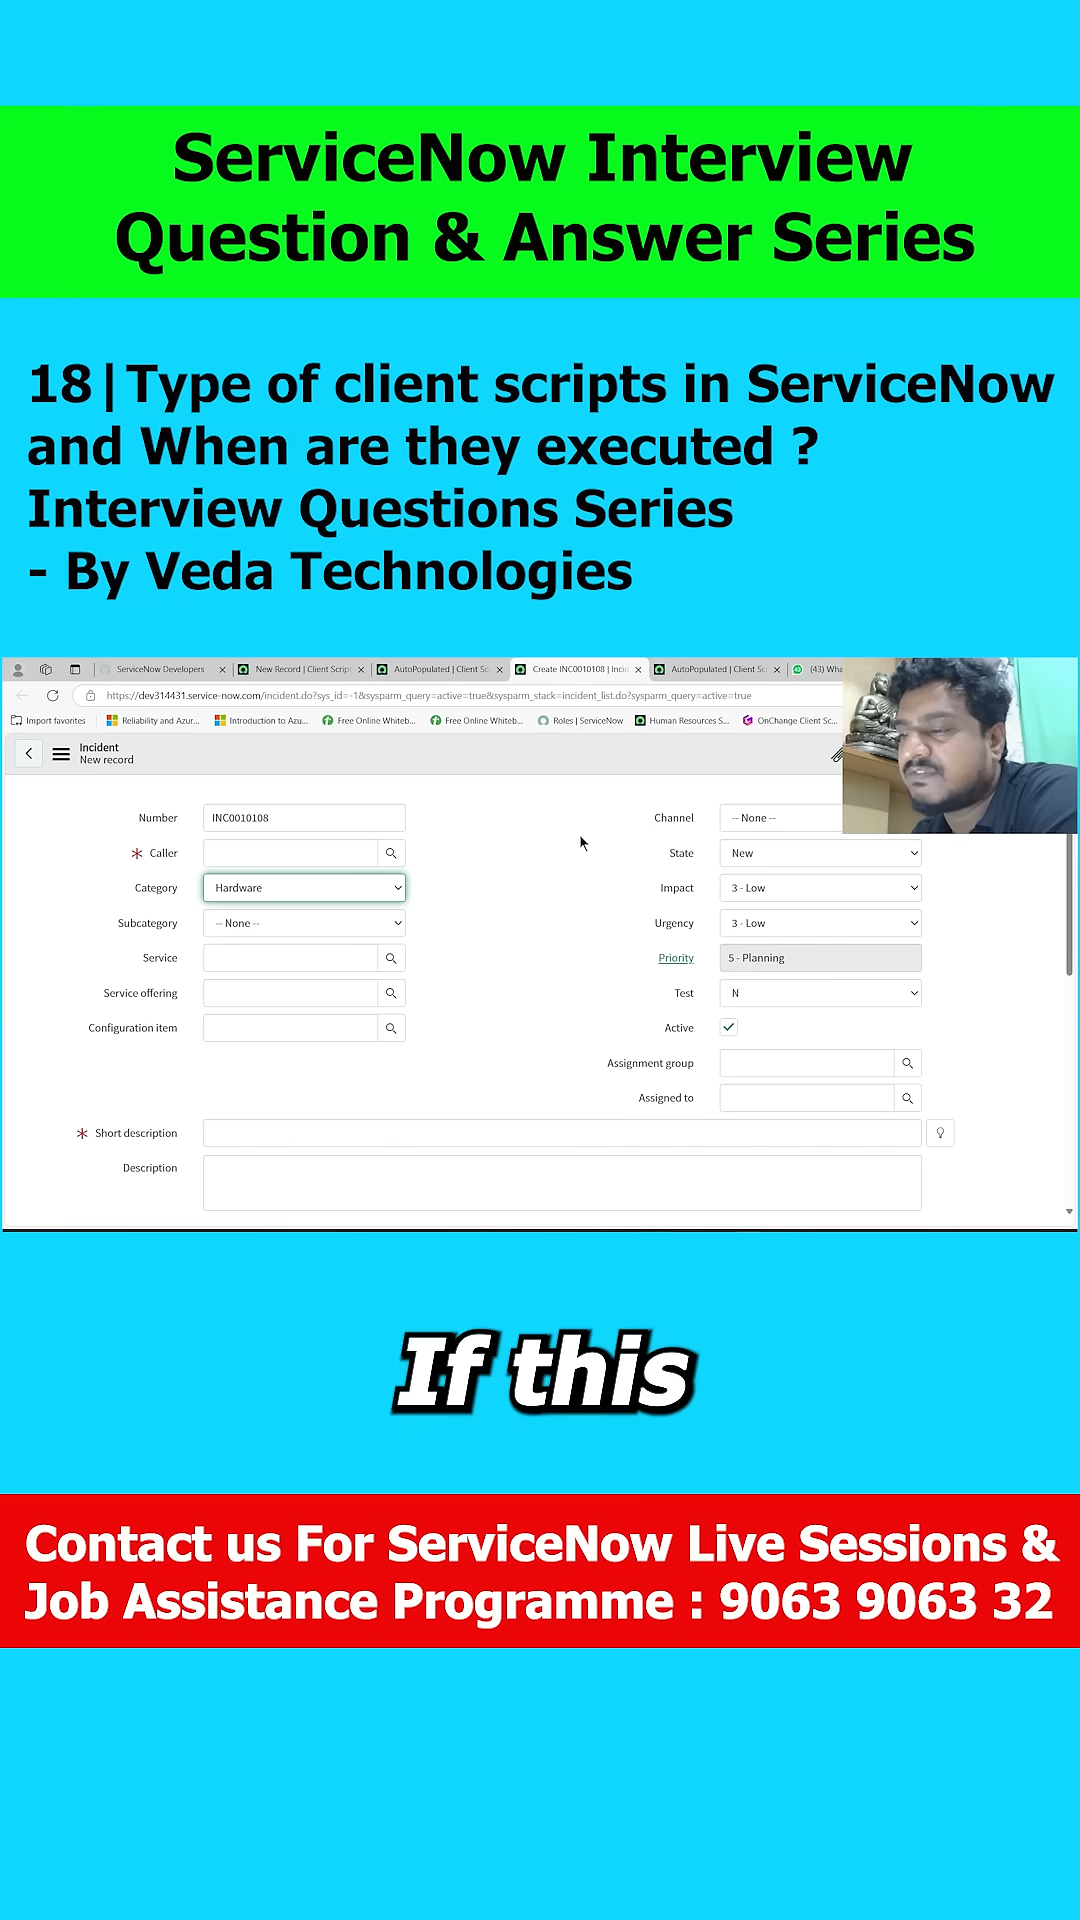 ServiceNow Interview
Question & Answer Series
18|Type of client scripts in ServiceNow
and When are they executed ?
Interview Questions Series
- By Veda Technologies
ServiceNow Developers
New Record | Client Script
AutoPopulated | Client Sc
Create INC0010108 | Incid
AutoPopulated | Client Sc
(43) Wha
https://dev314431.service-now.com/incident.do?sys_id=-1&sysparm_query=active=true&sysparm_stack=incident_list.do?sysparm_query=active=true
Import favorites
Reliability and Azur...
Introduction to Azu...
Free Online Whiteb...
Free Online Whiteb...
Roles | ServiceNow
Human Resources S...
OnChange Client Sc...
Incident
New record
Number INC0010108
Channel -- None --
* Caller
State New
Category Hardware
Impact 3 - Low
Subcategory -- None --
Urgency 3 - Low
Service
Priority 5 - Planning
Service offering
Test N
Configuration item
Active
Assignment group
Assigned to
* Short description
Description
If this
Contact us For ServiceNow Live Sessions &
Job Assistance Programme : 9063 9063 32